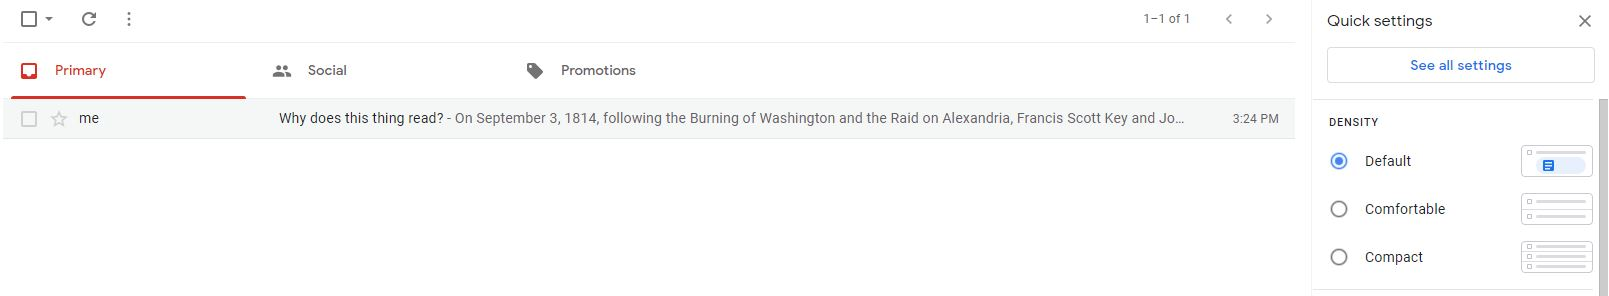 1–1 of 1
Quick settings
See all settings
Primary
Social
Promotions
me
Why does this thing read? - On September 3, 1814, following the Burning of Washington and the Raid on Alexandria, Francis Scott Key and Jo...
3:24 PM
DENSITY
Default
Comfortable
Compact